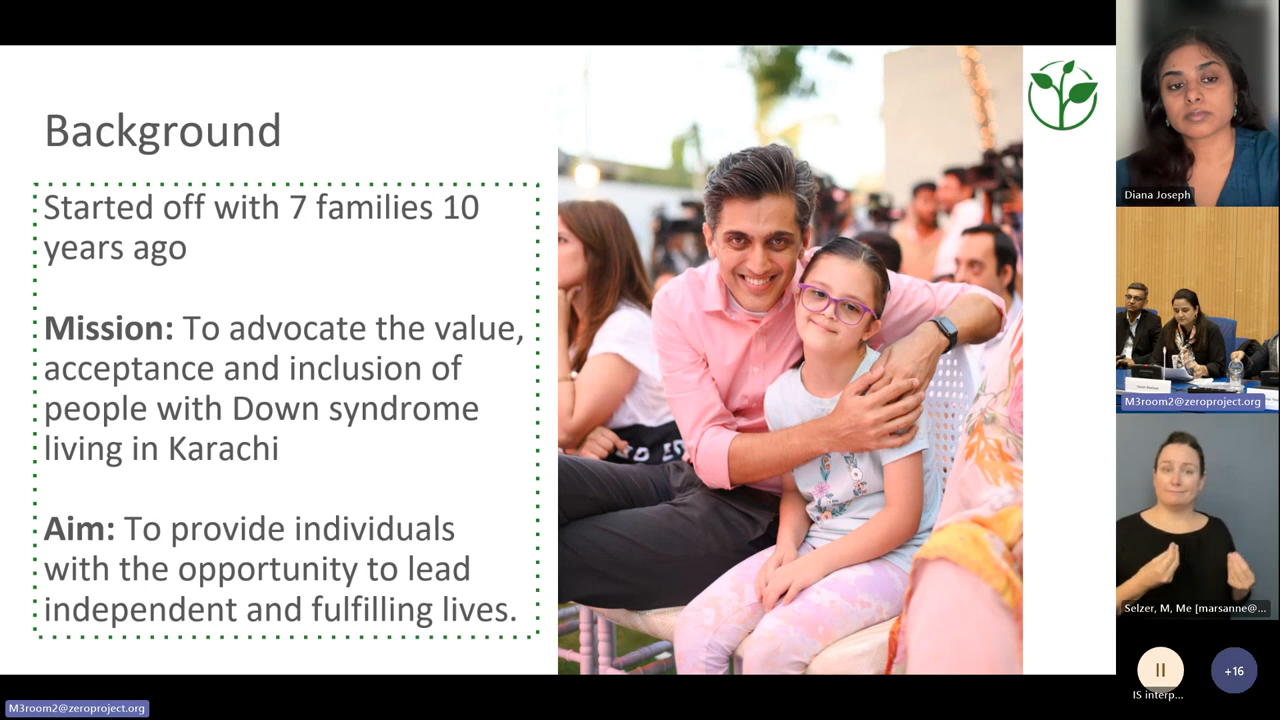 Background
Started off with 7 families 10
years ago
Mission: To advocate the value,
acceptance and inclusion of
people with Down syndrome
living in Karachi
Aim: To provide individuals
with the opportunity to lead
independent and fulfilling lives.
Diana Joseph
M3room2@zeroproject.org
Selzer, M, Me [marsanne@...
IS interp...
+16
M3room2@zeroproject.org